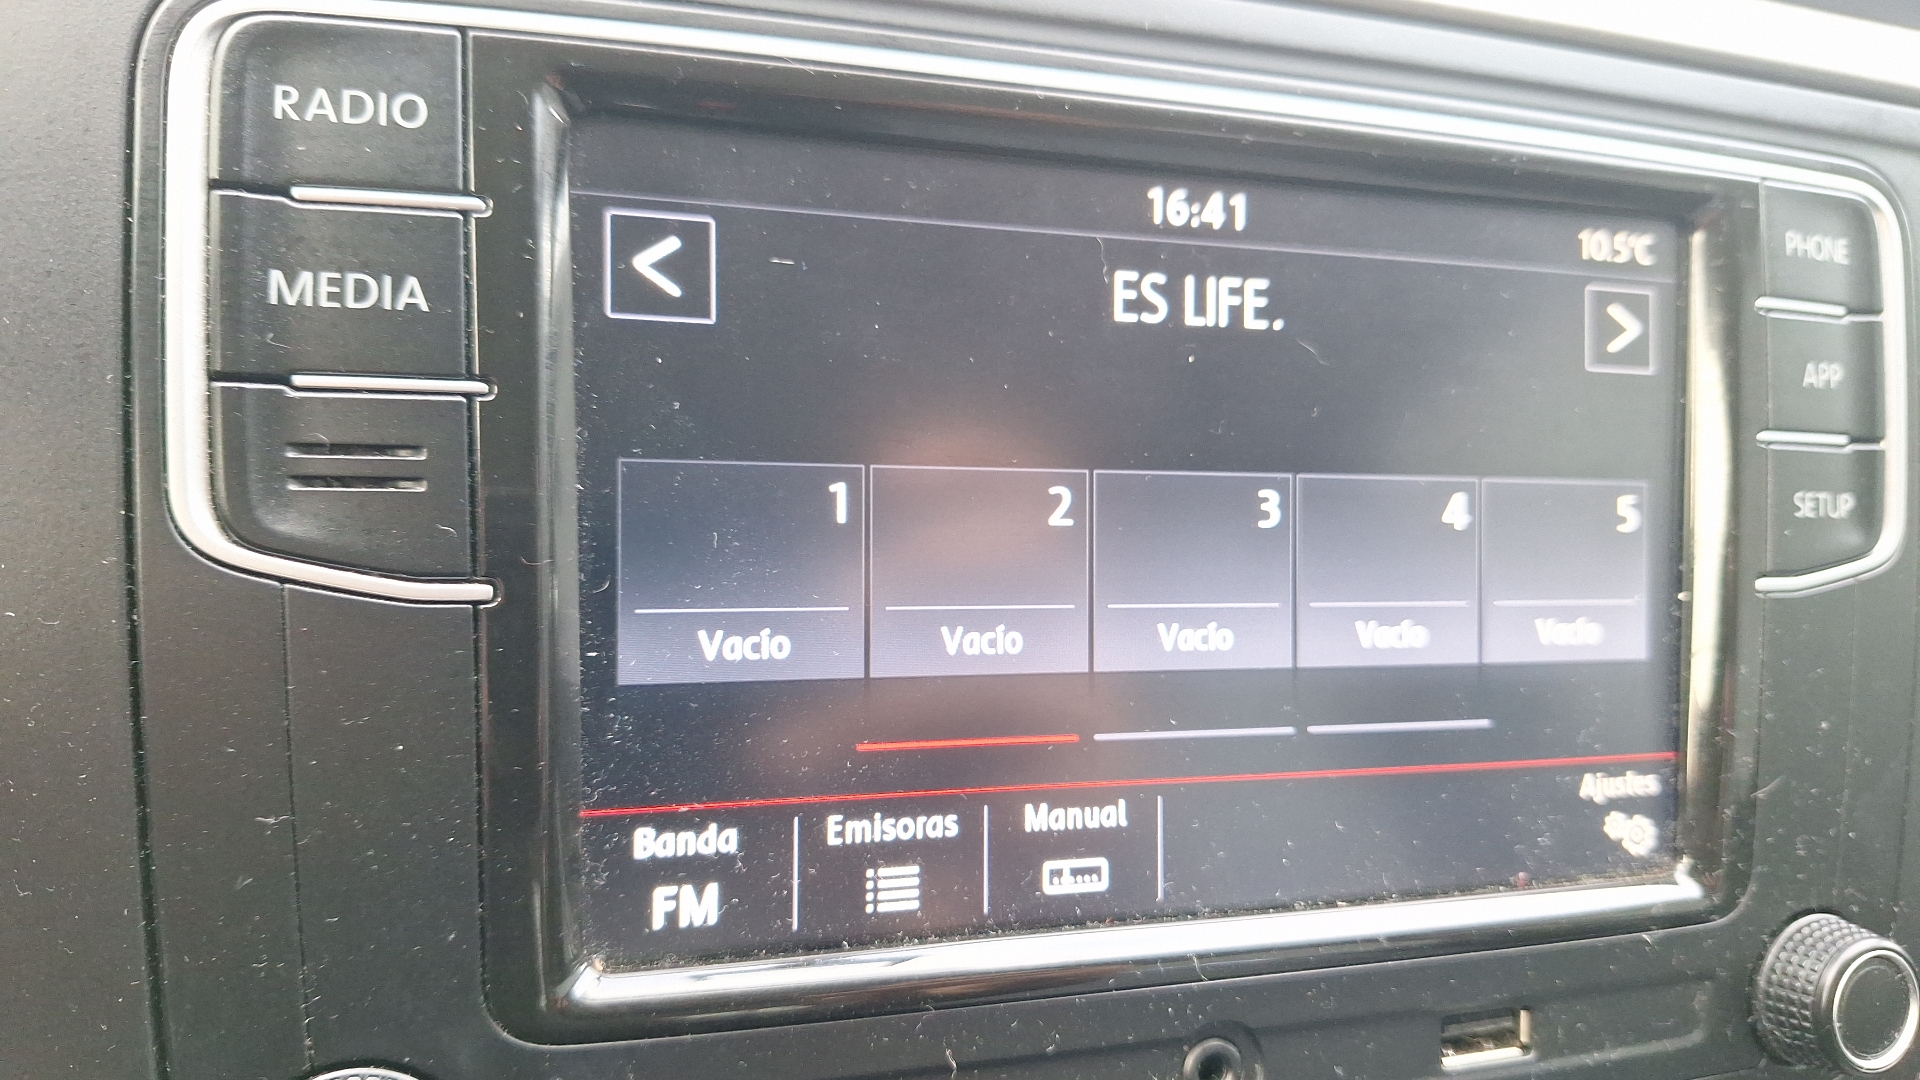 RADIO
MEDIA
16:41
10.5°C
ES LIFE.
1
2
3
4
5
Vacío
Vacío
Vacío
Vacío
Vacío
Banda
FM
Emisoras
Manual
Ajustes
PHONE
APP
SETUP